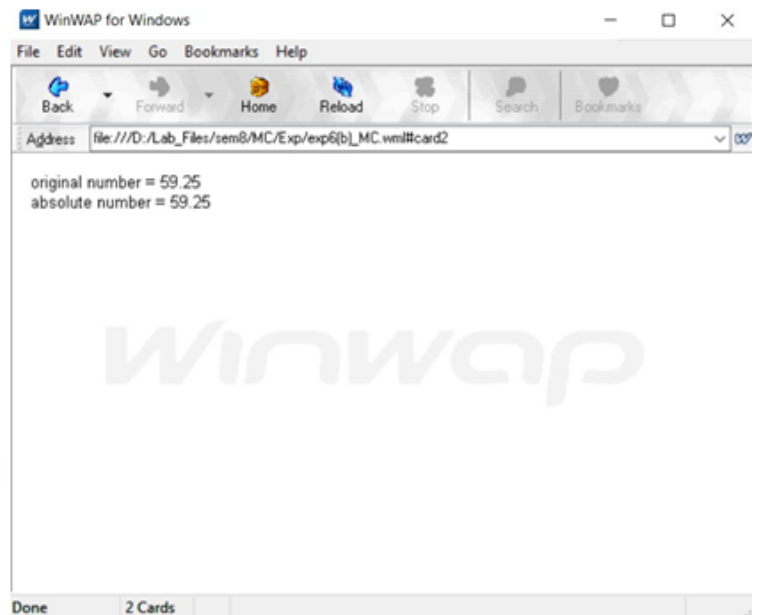 WinWAP for Windows
File Edit View Go Bookmarks Help
Back Forward Home Reload Stop Search Bookmarks
Address file:///D:/Lab_Files/sem8/MC/Exp/exp6(b)_MC.wml#card2
original number = 59.25
absolute number = 59.25
Winwap
Done 2 Cards